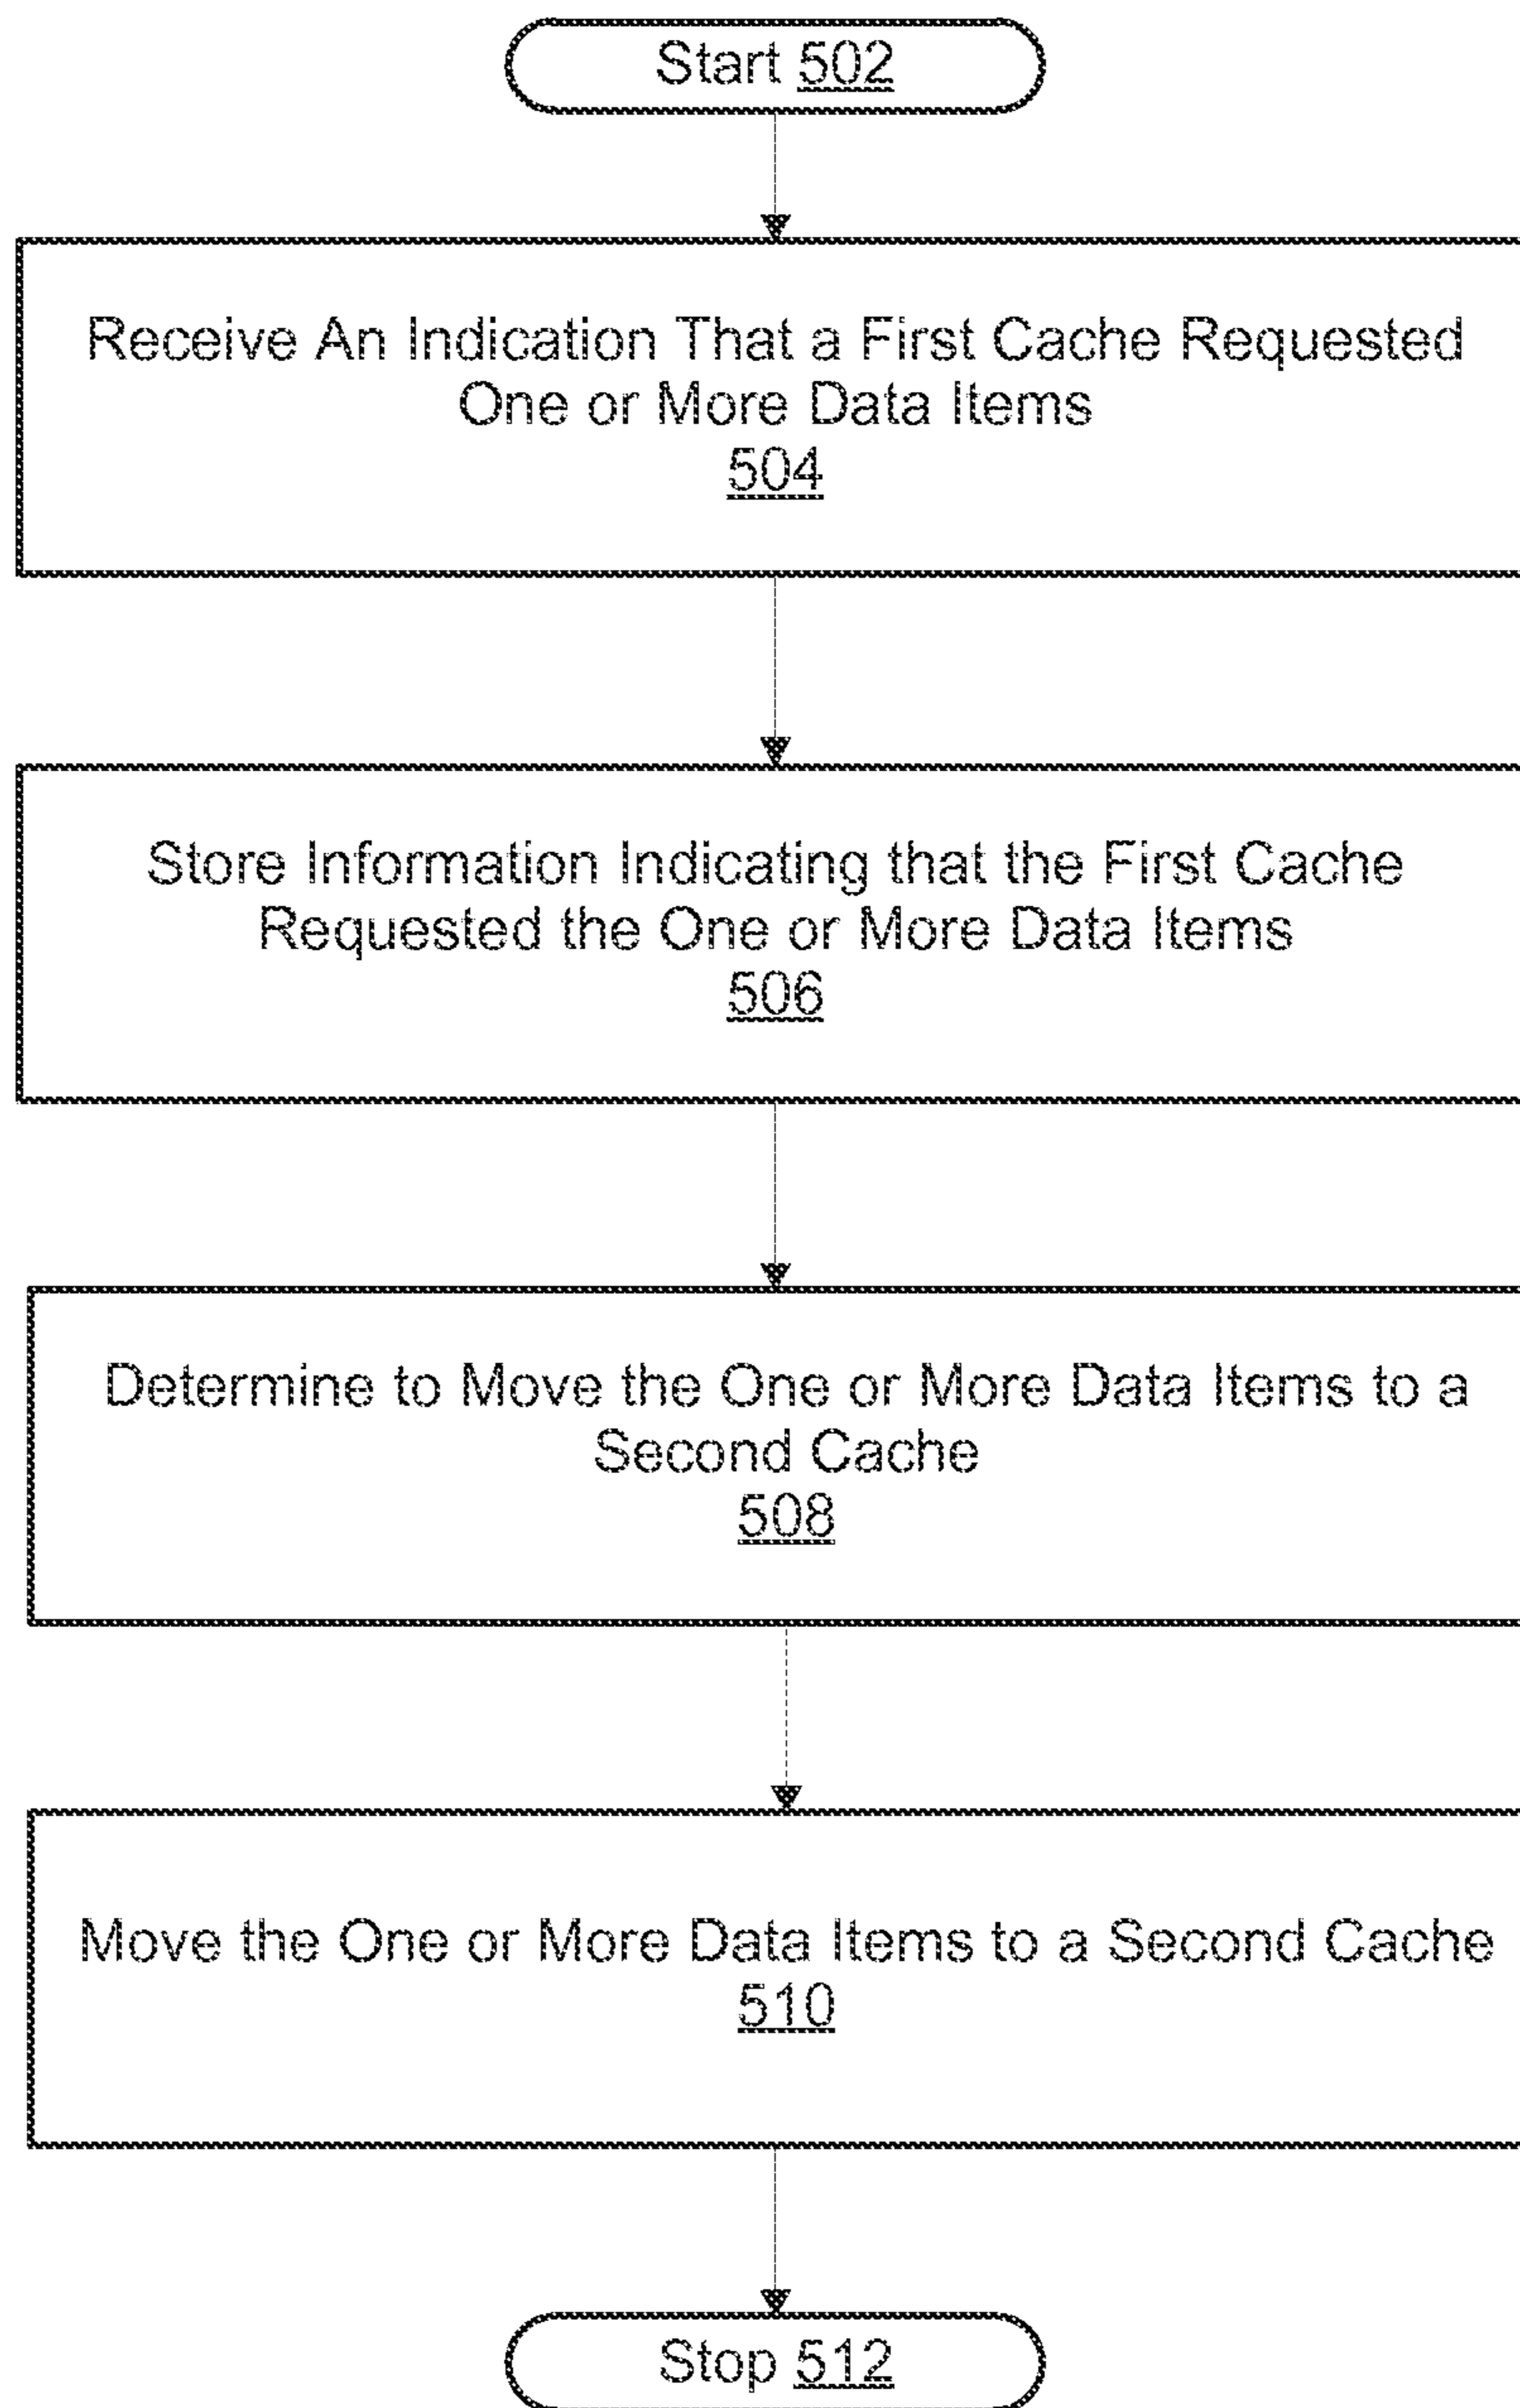 Start 502
Receive An Indication That a First Cache Requested
One or More Data Items
504
Store Information Indicating that the First Cache
Requested the One or More Data Items
506
Determine to Move the One or More Data Items to a
Second Cache
508
Move the One or More Data Items to a Second Cache
510
Stop 512